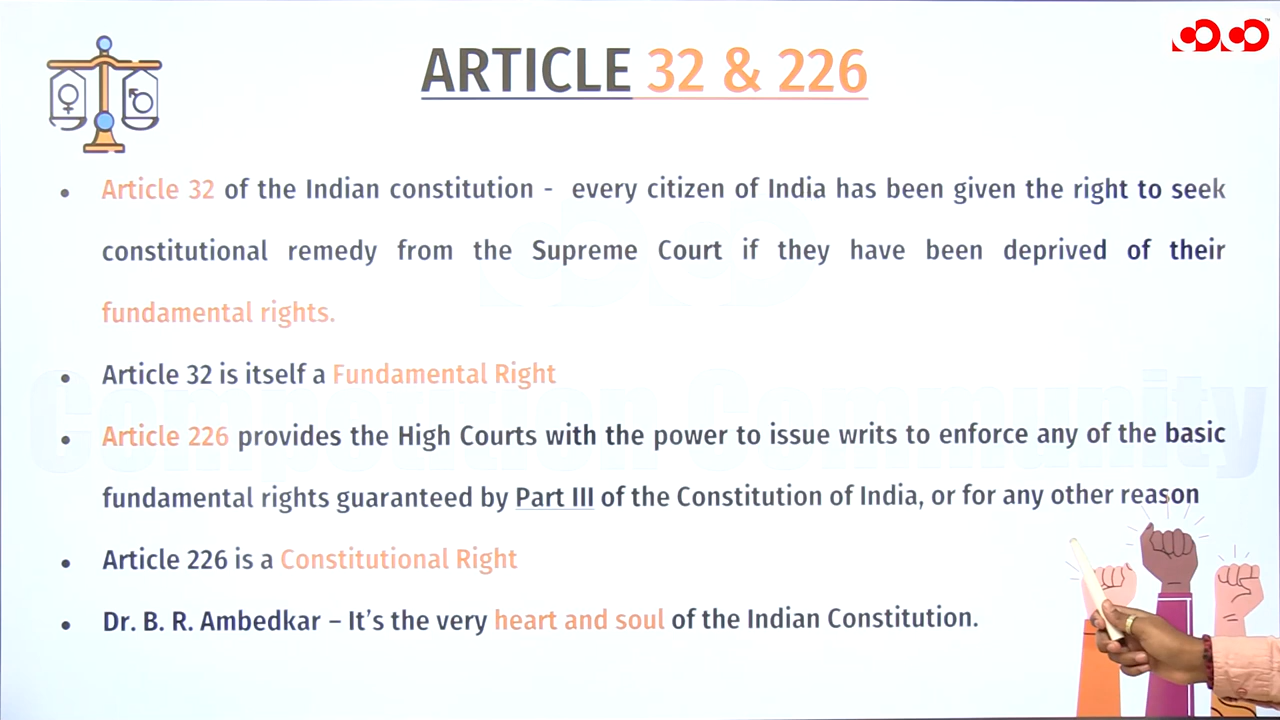 ARTICLE 32 & 226
• Article 32 of the Indian constitution - every citizen of India has been given the right to seek
constitutional remedy from the Supreme Court if they have been deprived of their
fundamental rights.
• Article 32 is itself a Fundamental Right
Competition Community
• Article 226 provides the High Courts with the power to issue writs to enforce any of the basic
fundamental rights guaranteed by Part III of the Constitution of India, or for any other reason
• Article 226 is a Constitutional Right
• Dr. B. R. Ambedkar – It’s the very heart and soul of the Indian Constitution.